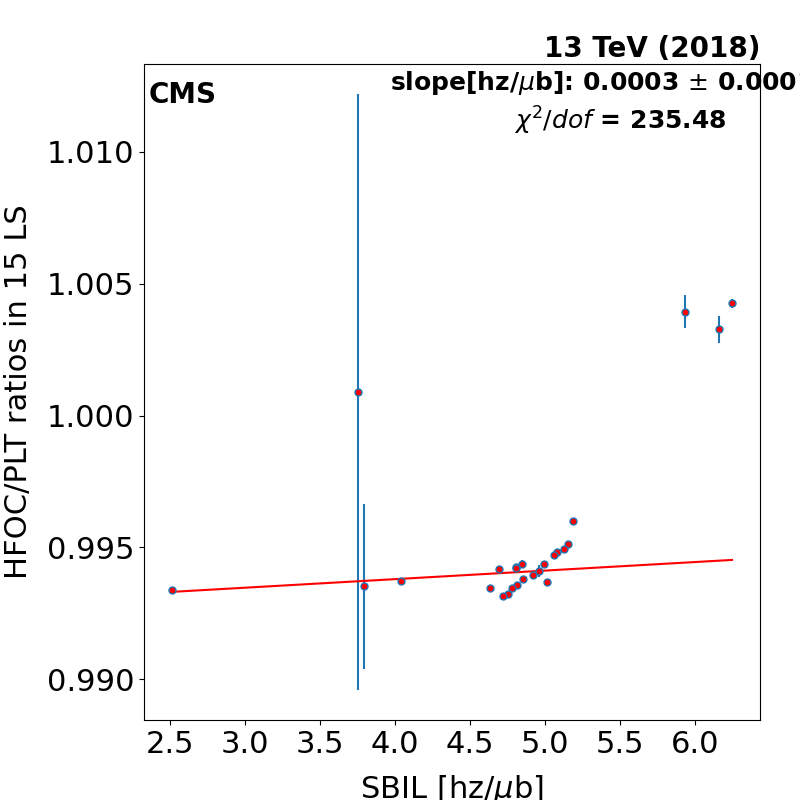 13 TeV (2018)
CMS
slope[hz/μb]: 0.0003 ± 0.000
χ²/dof = 235.48
HFOC/PLT ratios in 15 LS
1.010
1.005
1.000
0.995
0.990
2.5 3.0 3.5 4.0 4.5 5.0 5.5 6.0
SBIL [hz/μb]